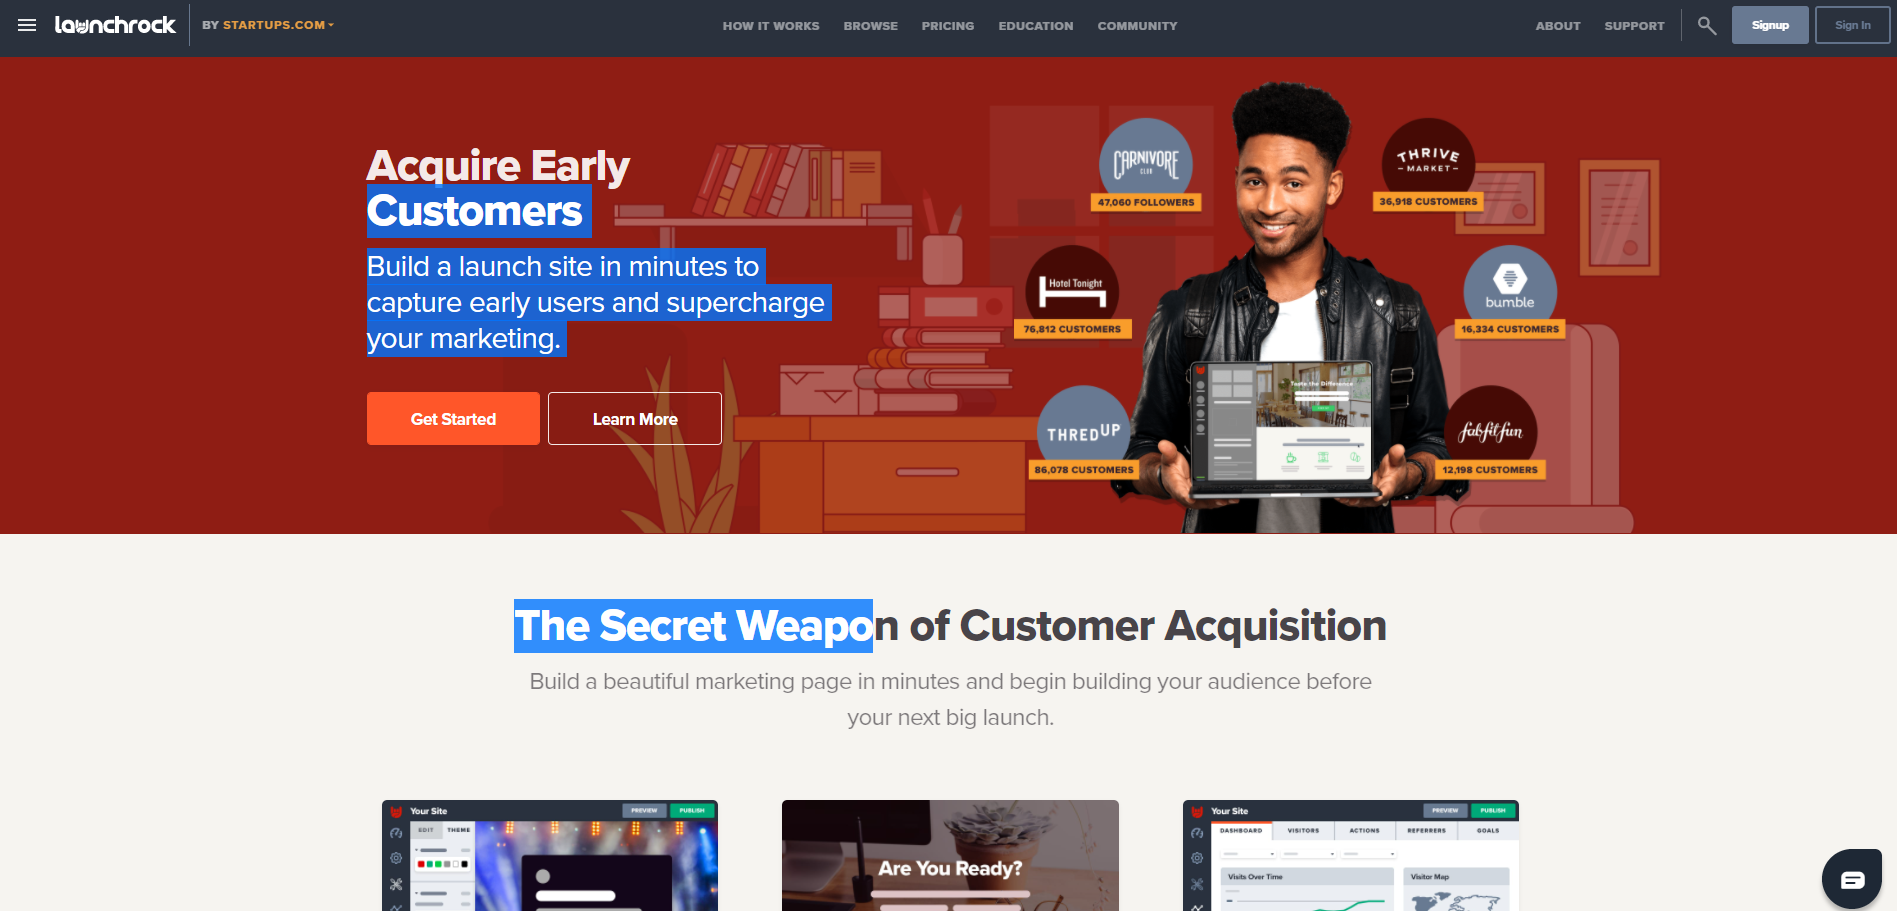 launchrock
BY STARTUPS.COM
HOW IT WORKS
BROWSE
PRICING
EDUCATION
COMMUNITY
ABOUT
SUPPORT
Signup
Sign In
Acquire Early
Customers
Build a launch site in minutes to
capture early users and supercharge
your marketing.
Get Started
Learn More
CARNIVORE
CLUB
47,060 FOLLOWERS
THRIVE
MARKET
36,918 CUSTOMERS
Hotel Tonight
76,812 CUSTOMERS
bumble
16,334 CUSTOMERS
THREDUP
86,078 CUSTOMERS
fabfitfun
12,198 CUSTOMERS
Taste the Difference
The Secret Weapon of Customer Acquisition
Build a beautiful marketing page in minutes and begin building your audience before
your next big launch.
Your Site
PREVIEW
PUBLISH
EDIT
THEME
Are You Ready?
Your Site
PREVIEW
PUBLISH
DASHBOARD
VISITORS
ACTIONS
REFERRERS
GOALS
Visits Over Time
Visitor Map